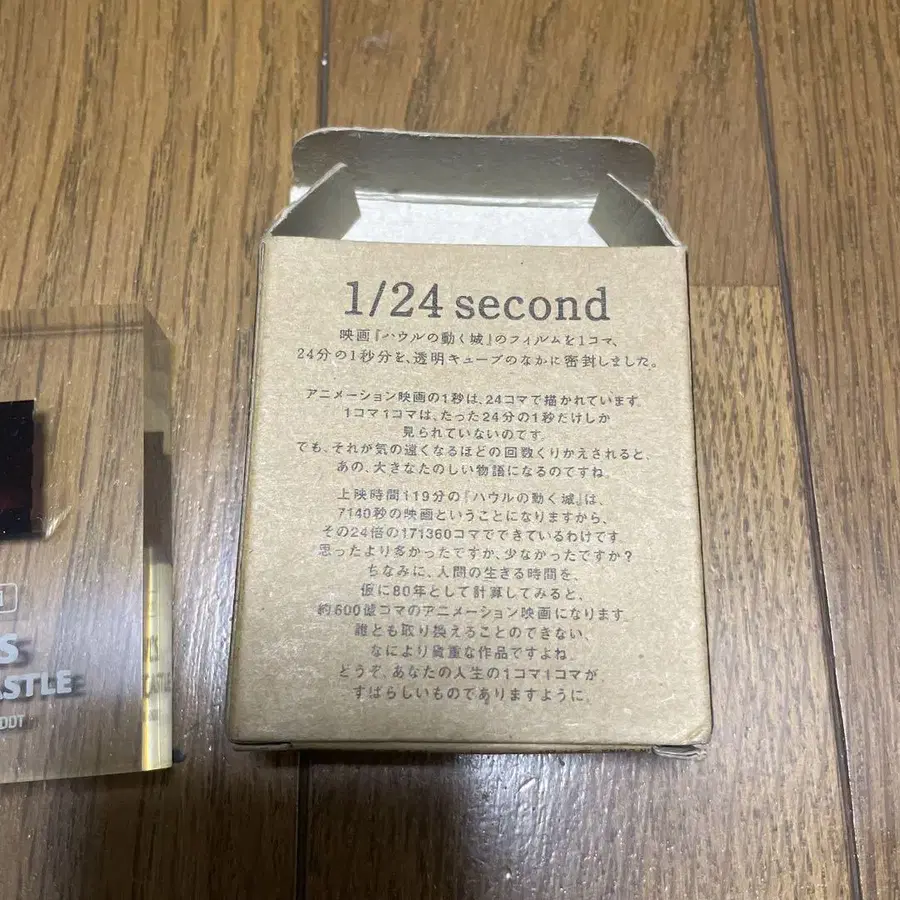 1/24 second
映画『ハウルの動く城』のフィルムを1コマ、
24分の1秒分を、透明キューブのなかに密封しました。
アニメーション映画の1秒は、24コマで描かれています。
1コマ1コマは、たった24分の1秒だけしか
見られていないのです。
でも、それが気の遠くなるほどの回数くりかえされると、
あの、大きなたのしい物語になるのですね。
上映時間119分の『ハウルの動く城』は、
7140秒の映画ということになりますから、
その24倍の171360コマでできているわけです。
思ったより多かったですか、少なかったですか？
ちなみに、人間の生きる時間を、
仮に80年として計算してみると、
約600億コマのアニメーション映画になります。
誰とも取り換えることのできない、
なにより貴重な作品ですよね。
どうぞ、あなたの人生の1コマ1コマが、
すばらしいものでありますように。
S
ASTLE
DDT